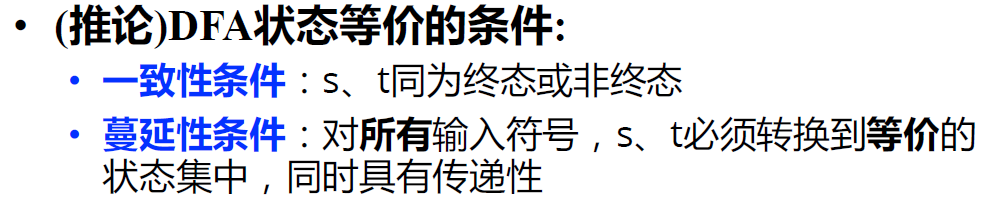 • (推论)DFA状态等价的条件:
• 一致性条件：s、t同为终态或非终态
• 蔓延性条件：对所有输入符号，s、t必须转换到等价的
状态集中，同时具有传递性